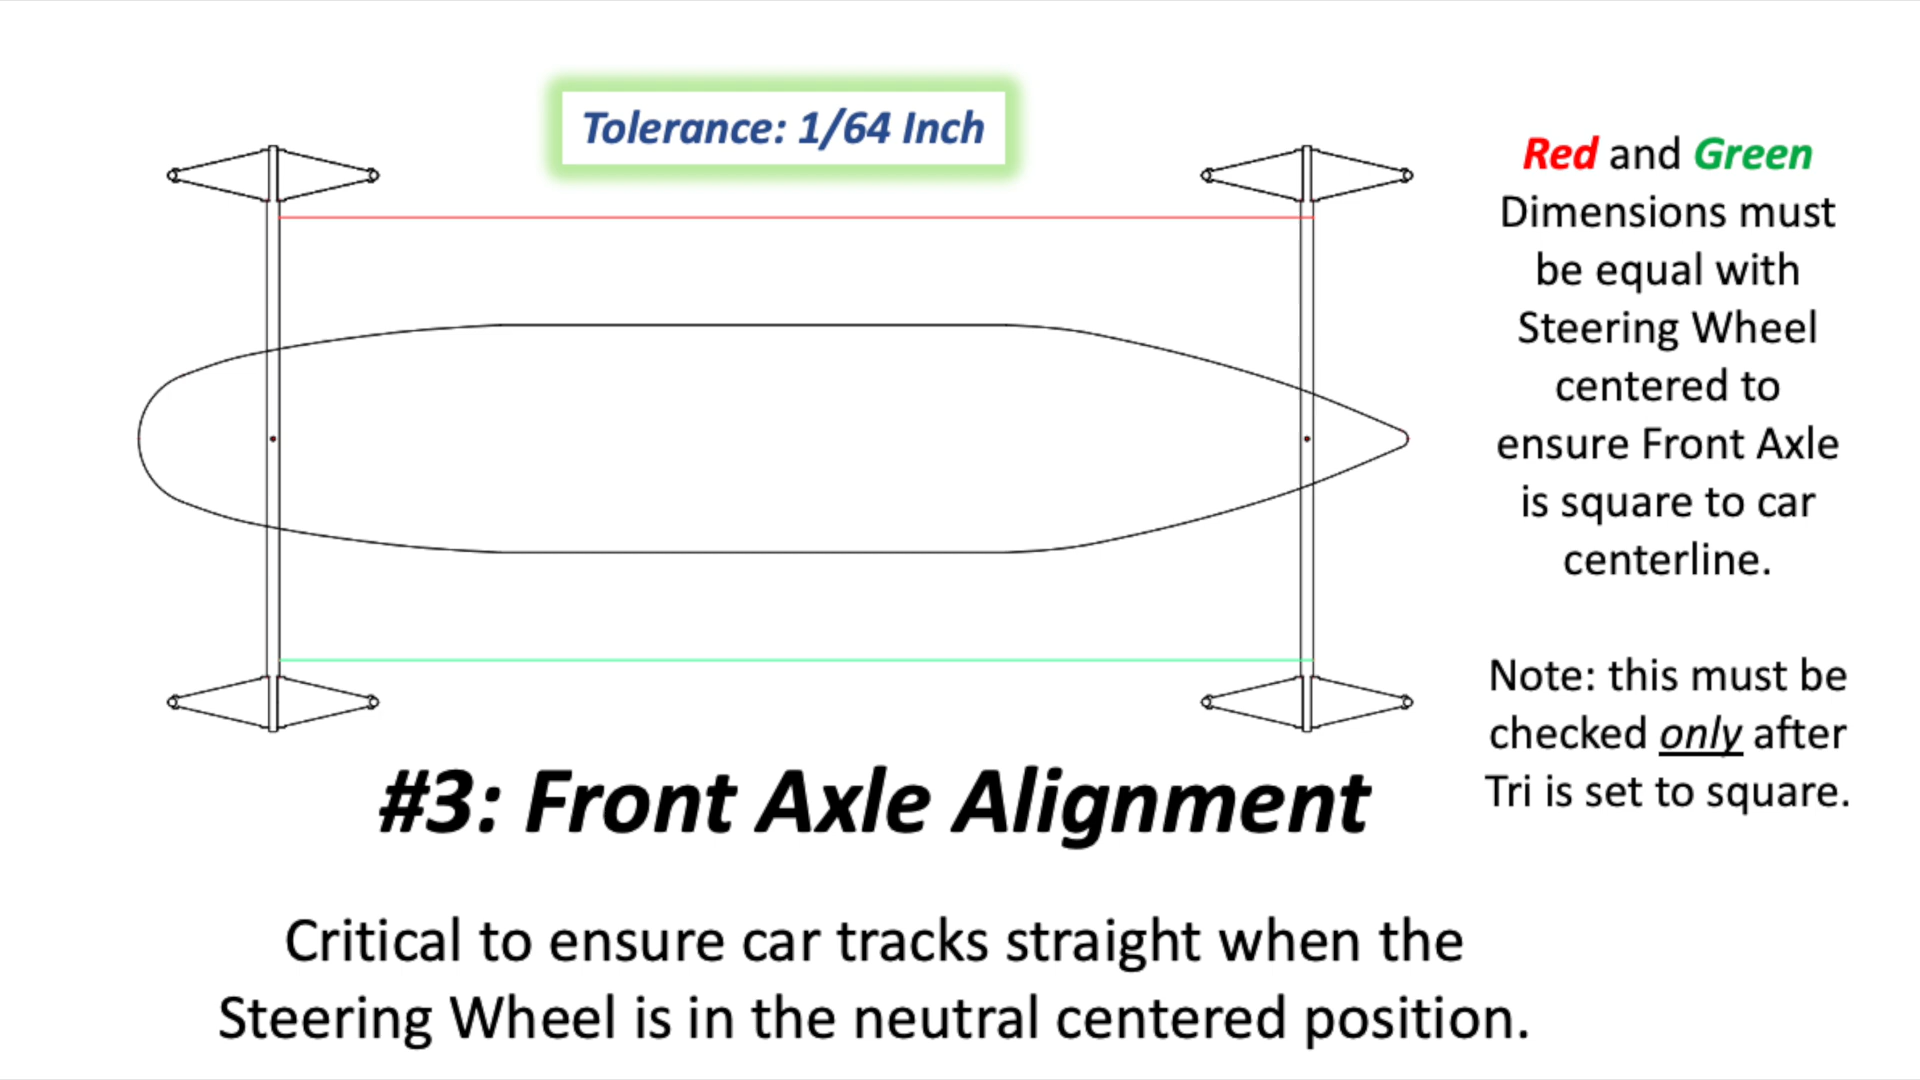 Tolerance: 1/64 Inch
Red and Green
Dimensions must
be equal with
Steering Wheel
centered to
ensure Front Axle
is square to car
centerline.
Note: this must be
checked only after
Tri is set to square.
#3: Front Axle Alignment
Critical to ensure car tracks straight when the
Steering Wheel is in the neutral centered position.